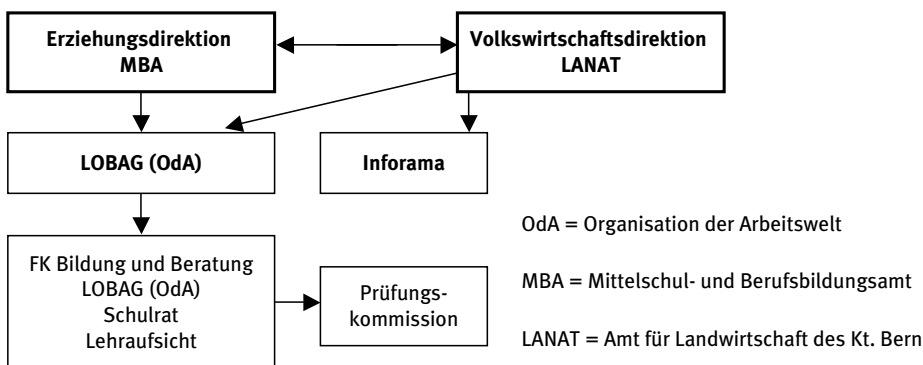 Erziehungsdirektion
MBA
Volkswirtschaftsdirektion
LANAT
LOBAG (OdA)
Inforama
FK Bildung und Beratung
LOBAG (OdA)
Schulrat
Lehraufsicht
Prüfungs-
kommission
OdA = Organisation der Arbeitswelt
MBA = Mittelschul- und Berufsbildungsamt
LANAT = Amt für Landwirtschaft des Kt. Bern